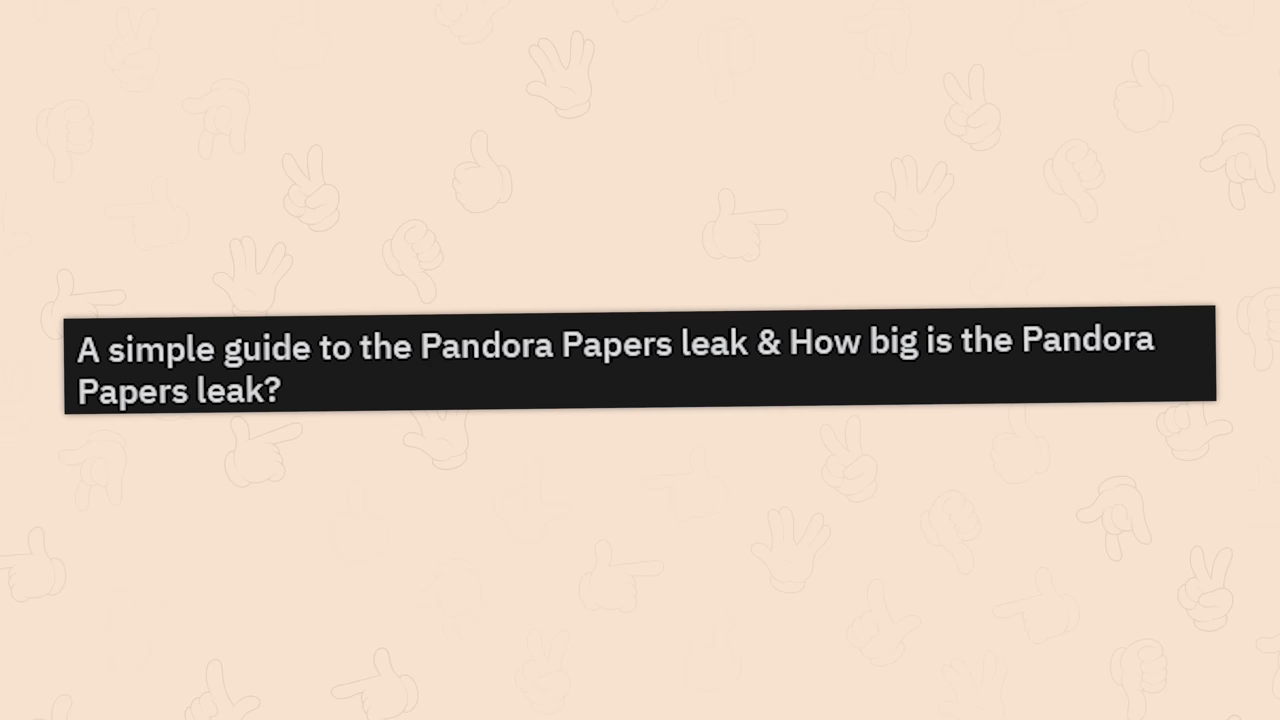 A simple guide to the Pandora Papers leak & How big is the Pandora
Papers leak?